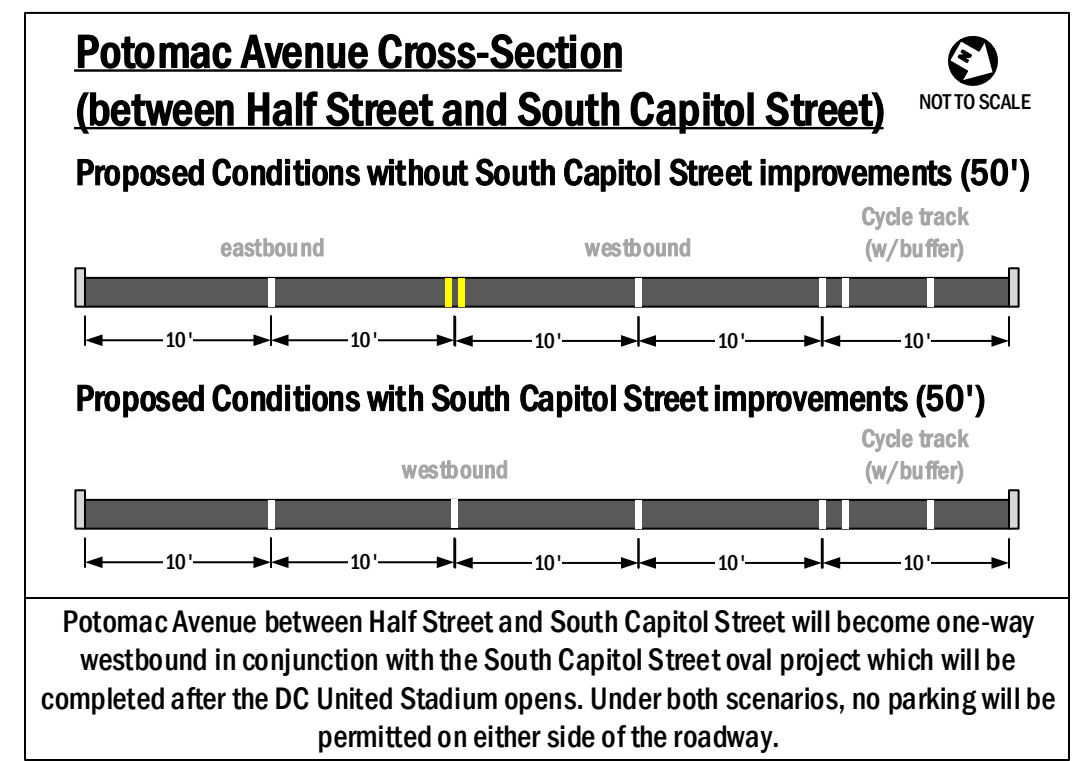 Potomac Avenue Cross-Section
(between Half Street and South Capitol Street)
N
NOT TO SCALE
Proposed Conditions without South Capitol Street improvements (50')
eastbound
westbound
Cycle track
(w/buffer)
10'
10'
10'
10'
10'
Proposed Conditions with South Capitol Street improvements (50')
westbound
Cycle track
(w/buffer)
10'
10'
10'
10'
10'
Potomac Avenue between Half Street and South Capitol Street will become one-way
westbound in conjunction with the South Capitol Street oval project which will be
completed after the DC United Stadium opens. Under both scenarios, no parking will be
permitted on either side of the roadway.